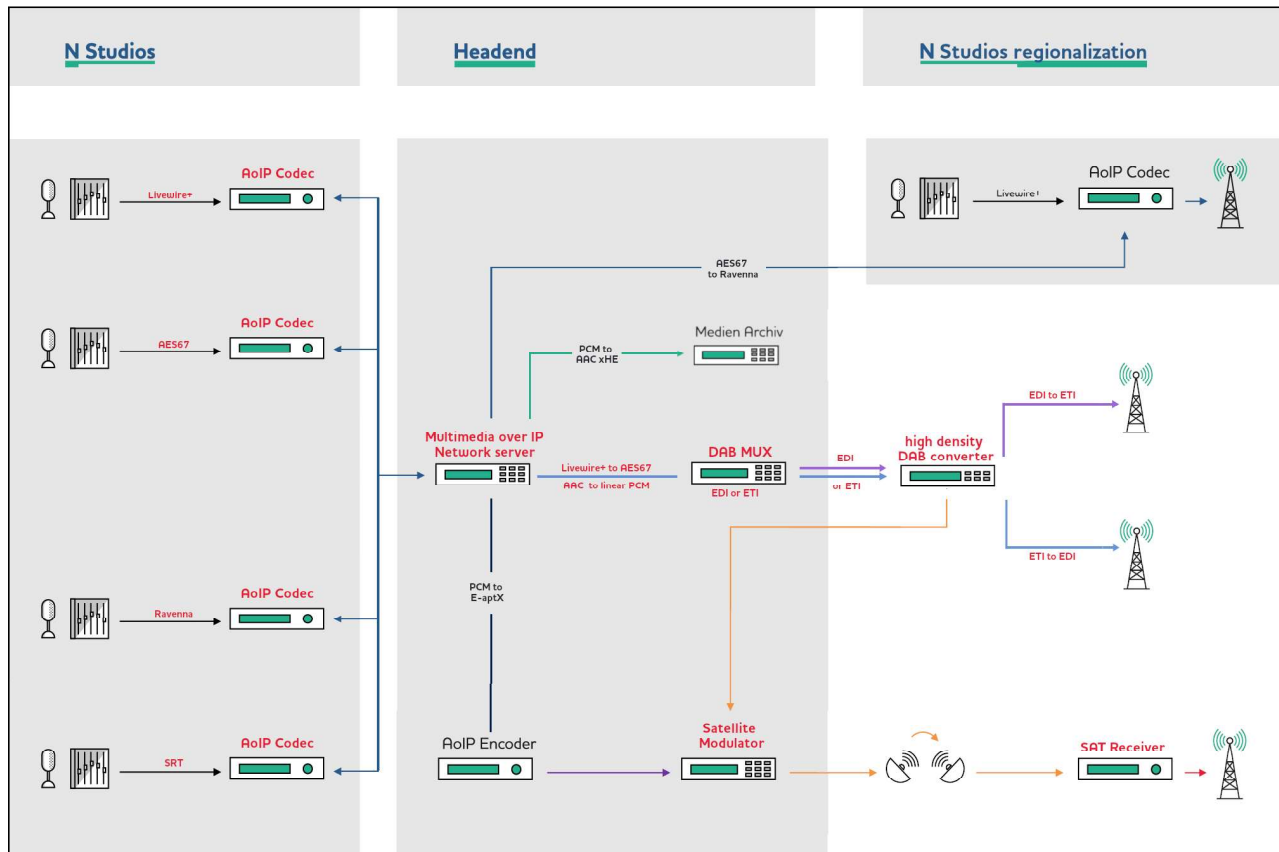 N Studios
Headend
N Studios regionalization
AoIP Codec
Livewire+
AoIP Codec
Livewire+
AES67
to Ravenna
AoIP Codec
AES67
Medien Archiv
PCM to
AAC xHE
EDI to ETI
Multimedia over IP
Network server
Livewire+ to AES67
AAC to linear PCM
DAB MUX
EDI or ETI
EDI
or ETI
high density
DAB converter
ETI to EDI
PCM to
E-aptX
AoIP Codec
Ravenna
AoIP Codec
SRT
AoIP Encoder
Satellite
Modulator
SAT Receiver